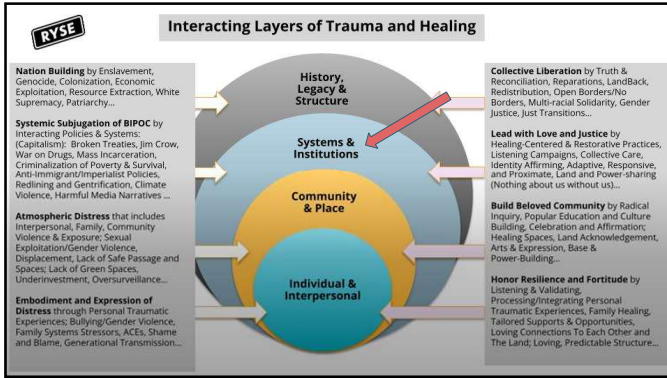 RYSE
Interacting Layers of Trauma and Healing
Nation Building by Enslavement,
Genocide, Colonization, Economic
Exploitation, Resource Extraction, White
Supremacy, Patriarchy...
Systemic Subjugation of BIPOC by
Interacting Policies & Systems:
(Capitalism): Broken Treaties, Jim Crow,
War on Drugs, Mass Incarceration,
Criminalization of Poverty & Survival,
Anti-Immigrant/Imperialist Policies,
Redlining and Gentrification, Climate
Violence, Harmful Media Narratives ...
Atmospheric Distress that includes
Interpersonal, Family, Community
Violence & Exposure; Sexual
Exploitation/Gender Violence,
Displacement, Lack of Safe Passage and
Spaces; Lack of Green Spaces,
Underinvestment, Oversurveillance...
Embodiment and Expression of
Distress through Personal Traumatic
Experiences; Bullying/Gender Violence,
Family Systems Stressors, ACEs, Shame
and Blame, Generational Transmission...
History,
Legacy &
Structure
Systems &
Institutions
Community
& Place
Individual &
Interpersonal
Collective Liberation by Truth &
Reconciliation, Reparations, LandBack,
Redistribution, Open Borders/No
Borders, Multi-racial Solidarity, Gender
Justice, Just Transitions...
Lead with Love and Justice by
Healing-Centered & Restorative Practices,
Listening Campaigns, Collective Care,
Identity Affirming, Adaptive, Responsive,
and Proximate, Land and Power-sharing
(Nothing about us without us)...
Build Beloved Community by Radical
Inquiry, Popular Education and Culture
Building, Celebration and Affirmation;
Healing Spaces, Land Acknowledgement,
Arts & Expression, Base &
Power-Building...
Honor Resilience and Fortitude by
Listening & Validating,
Processing/Integrating Personal
Traumatic Experiences, Family Healing,
Tailored Supports & Opportunities,
Loving Connections To Each Other and
The Land; Loving, Predictable Structure...